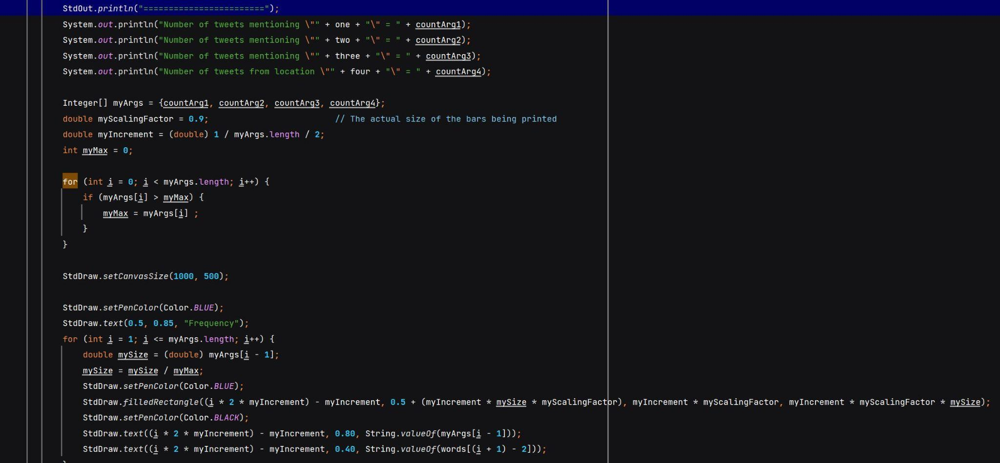 StdOut.println("========================");
System.out.println("Number of tweets mentioning \"" + one + "\" = " + countArg1);
System.out.println("Number of tweets mentioning \"" + two + "\" = " + countArg2);
System.out.println("Number of tweets mentioning \"" + three + "\" = " + countArg3);
System.out.println("Number of tweets from location \"" + four + "\" = " + countArg4);
Integer[] myArgs = {countArg1, countArg2, countArg3, countArg4};
double myScalingFactor = 0.9; // The actual size of the bars being printed
double myIncrement = (double) 1 / myArgs.length / 2;
int myMax = 0;
for (int i = 0; i < myArgs.length; i++) {
if (myArgs[i] > myMax) {
myMax = myArgs[i] ;
}
}
StdDraw.setCanvasSize(1000, 500);
StdDraw.setPenColor(Color.BLUE);
StdDraw.text(0.5, 0.85, "Frequency");
for (int i = 1; i <= myArgs.length; i++) {
double mySize = (double) myArgs[i - 1];
mySize = mySize / myMax;
StdDraw.setPenColor(Color.BLUE);
StdDraw.filledRectangle((i * 2 * myIncrement) - myIncrement, 0.5 + (myIncrement * mySize * myScalingFactor), myIncrement * myScalingFactor, myIncrement * myScalingFactor * mySize);
StdDraw.setPenColor(Color.BLACK);
StdDraw.text((i * 2 * myIncrement) - myIncrement, 0.80, String.valueOf(myArgs[i - 1]));
StdDraw.text((i * 2 * myIncrement) - myIncrement, 0.40, String.valueOf(words[(i + 1) - 2]));
}